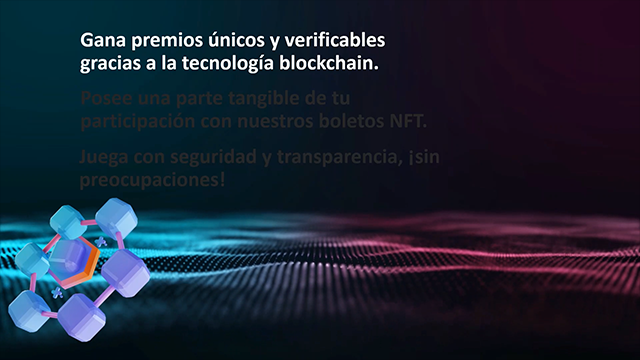 Gana premios únicos y verificables
gracias a la tecnología blockchain.
Posee una parte tangible de tu
participación con nuestros boletos NFT.
Juega con seguridad y transparencia, ¡sin
preocupaciones!